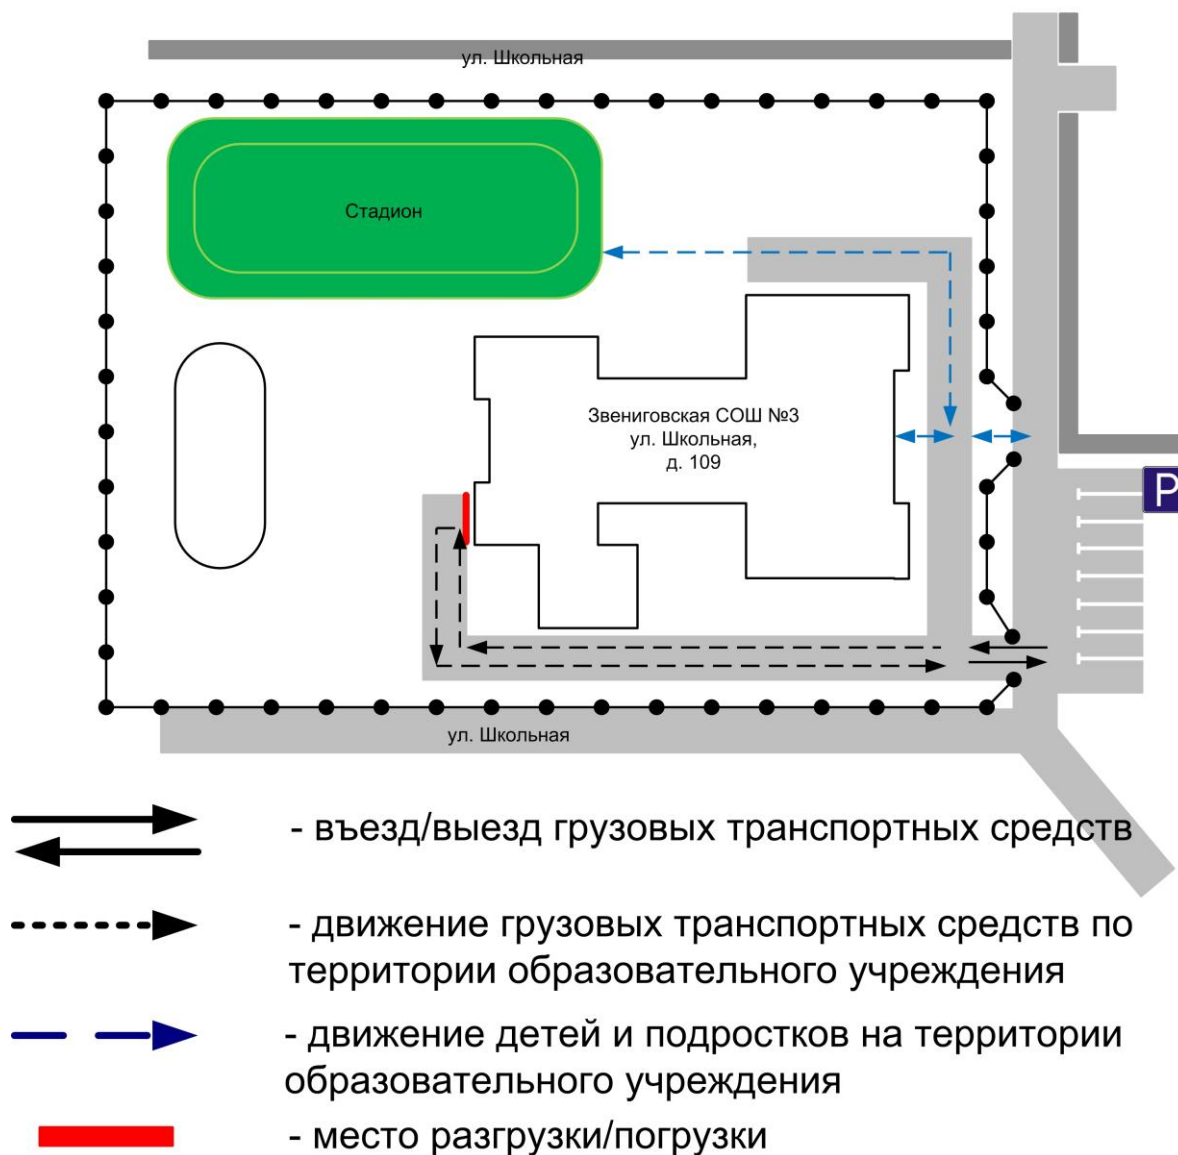 ул. Школьная
Стадион
Звениговская СОШ №3
ул. Школьная,
д. 109
P
ул. Школьная
- въезд/выезд грузовых транспортных средств
- движение грузовых транспортных средств по
территории образовательного учреждения
- движение детей и подростков на территории
образовательного учреждения
- место разгрузки/погрузки